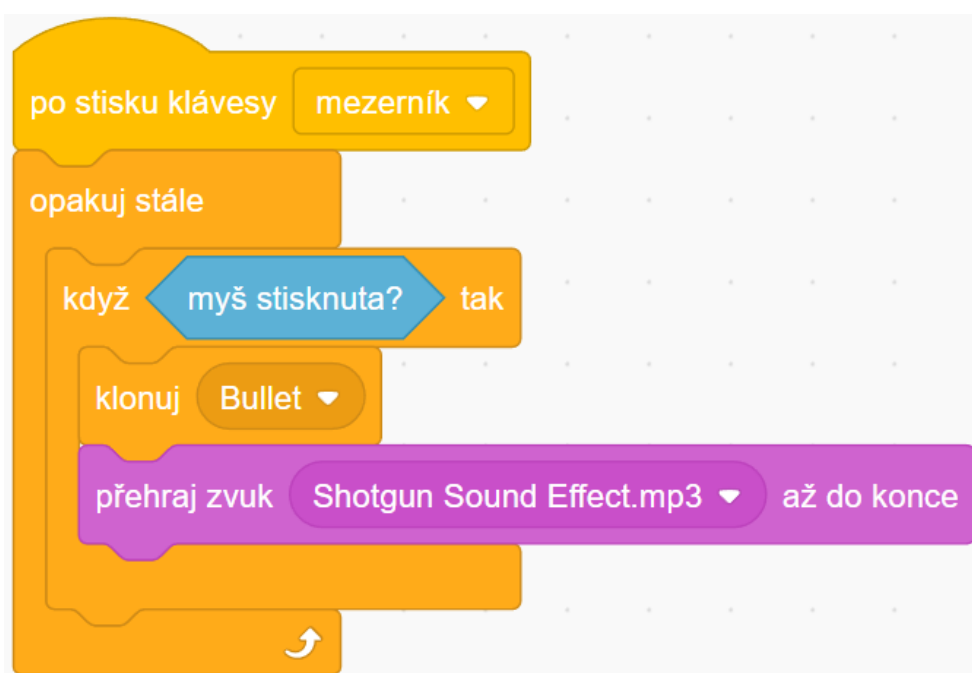 po stisku klávesy mezerník
opakuj stále
když myš stisknuta? tak
klonuj Bullet
přehraj zvuk Shotgun Sound Effect.mp3 až do konce